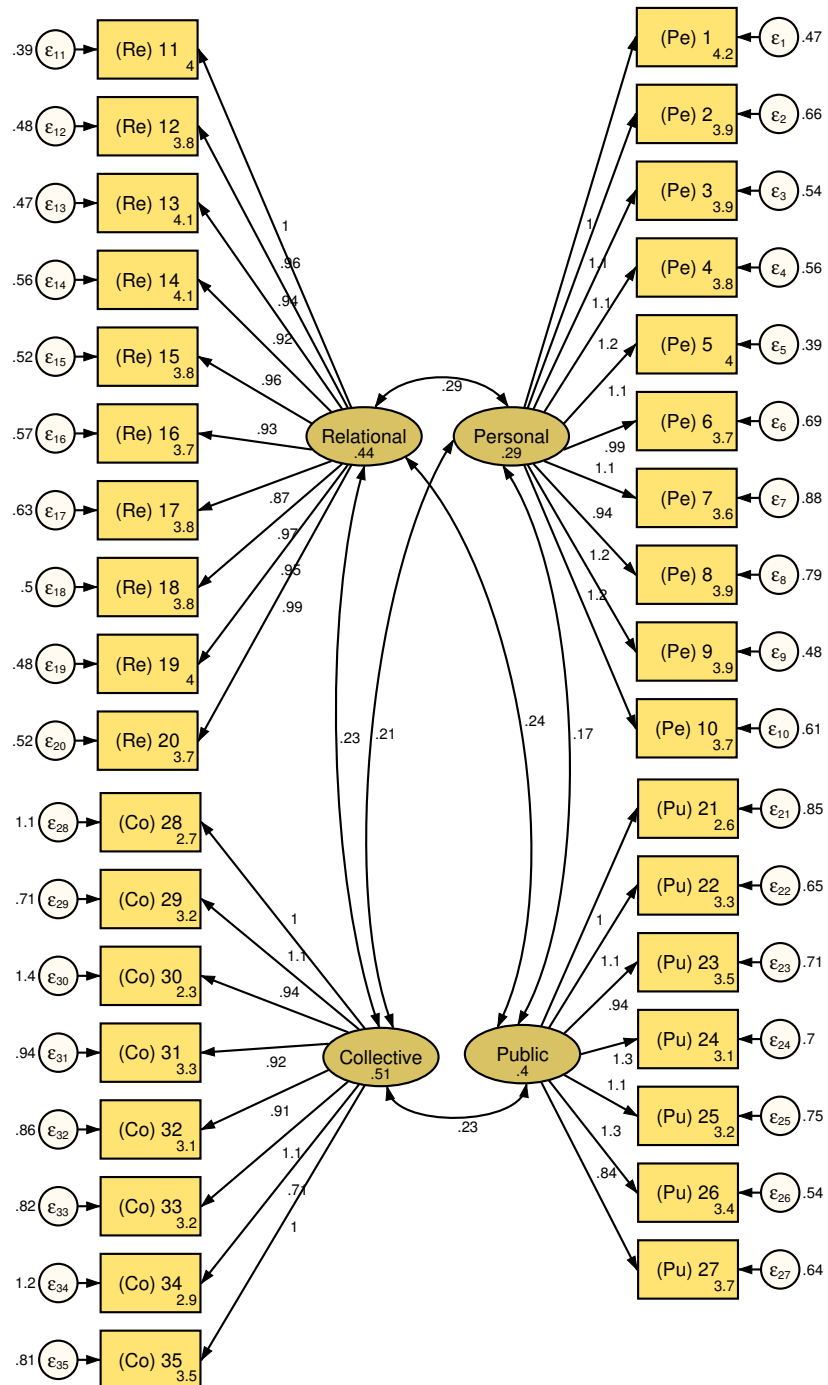 .39 ε11 (Re) 11 4
.48 ε12 (Re) 12 3.8
.47 ε13 (Re) 13 4.1
.56 ε14 (Re) 14 4.1
.52 ε15 (Re) 15 3.8
.57 ε16 (Re) 16 3.7
.63 ε17 (Re) 17 3.8
.5 ε18 (Re) 18 3.8
.48 ε19 (Re) 19 4
.52 ε20 (Re) 20 3.7
1
.96
.94
.92
.96
.93
.87
.97
.95
.99
Relational
.44
.29
Personal
.29
(Pe) 1 4.2 ε1 .47
(Pe) 2 3.9 ε2 .66
(Pe) 3 3.9 ε3 .54
(Pe) 4 3.8 ε4 .56
(Pe) 5 4 ε5 .39
(Pe) 6 3.7 ε6 .69
(Pe) 7 3.6 ε7 .88
(Pe) 8 3.9 ε8 .79
(Pe) 9 3.9 ε9 .48
(Pe) 10 3.7 ε10 .61
1
1.1
1.1
1.2
1.1
.99
1.1
.94
1.2
1.2
.23
.21
.24
.17
1.1 ε28 (Co) 28 2.7
.71 ε29 (Co) 29 3.2
1.4 ε30 (Co) 30 2.3
.94 ε31 (Co) 31 3.3
.86 ε32 (Co) 32 3.1
.82 ε33 (Co) 33 3.2
1.2 ε34 (Co) 34 2.9
.81 ε35 (Co) 35 3.5
1
1.1
.94
.92
.91
1.1
.71
1
Collective
.51
.23
Public
.4
(Pu) 21 2.6 ε21 .85
(Pu) 22 3.3 ε22 .65
(Pu) 23 3.5 ε23 .71
(Pu) 24 3.1 ε24 .7
(Pu) 25 3.2 ε25 .75
(Pu) 26 3.4 ε26 .54
(Pu) 27 3.7 ε27 .64
1
1.1
.94
1.3
1.1
1.3
.84